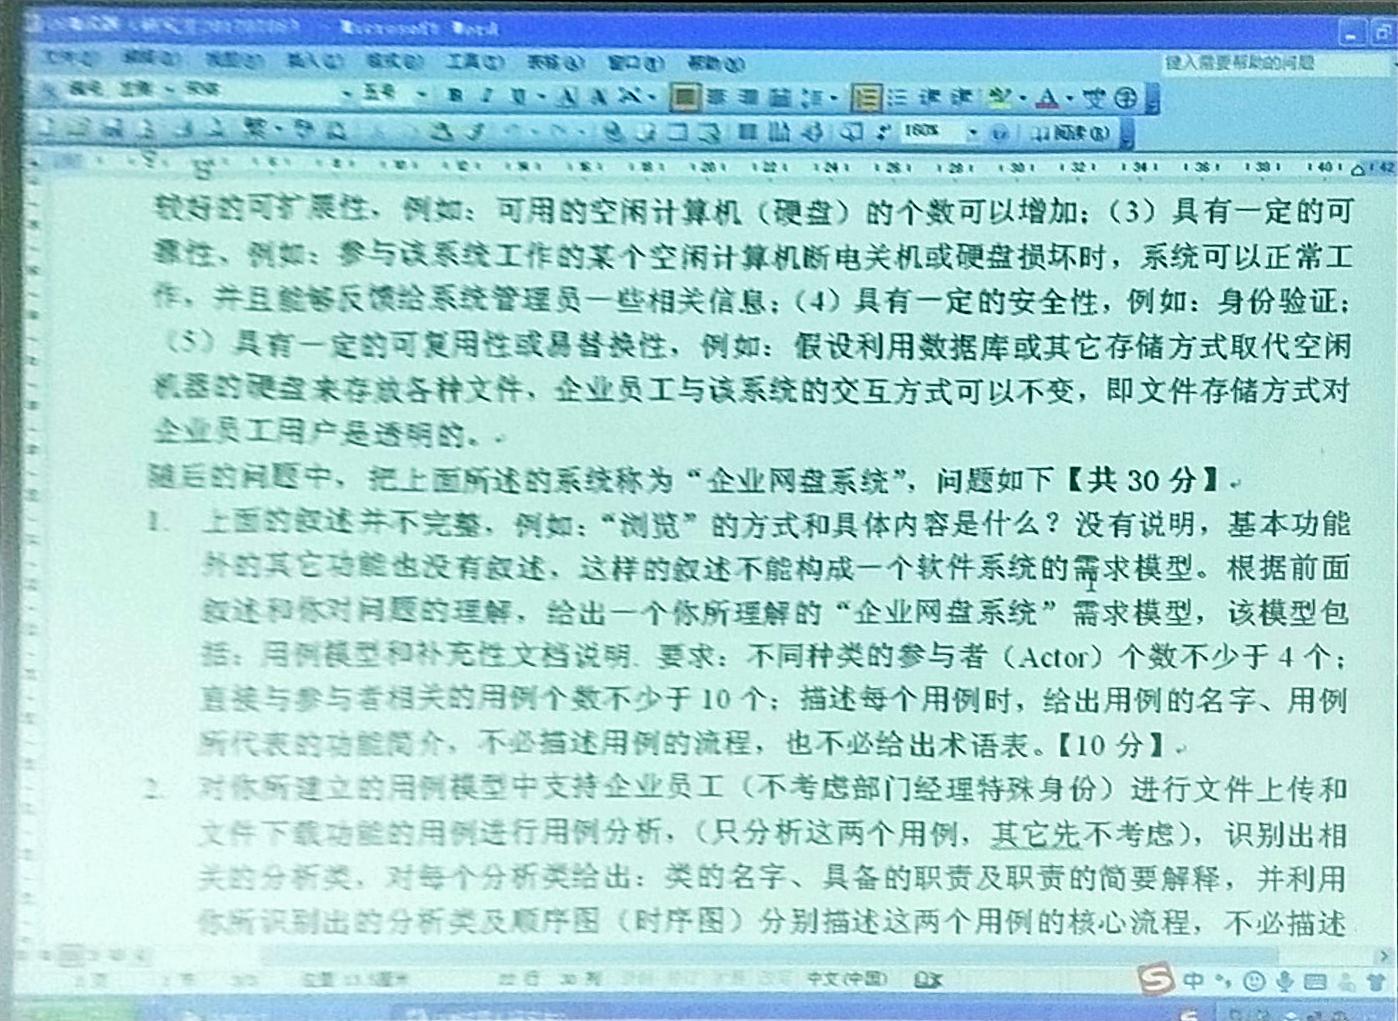 Microsoft Word
文件(F) 编辑(E) 视图(V) 插入(I) 格式(O) 工具(T) 表格(A) 窗口(W) 帮助(H)
键入需要帮助的问题
五号 B I U A A
160% 阅读(R)
较好的可扩展性，例如：可用的空闲计算机（硬盘）的个数可以增加；（3）具有一定的可
靠性，例如：参与该系统工作的某个空闲计算机断电关机或硬盘损坏时，系统可以正常工
作，并且能够反馈给系统管理员一些相关信息；（4）具有一定的安全性，例如：身份验证；
（5）具有一定的可复用性或易替换性，例如：假设利用数据库或其它存储方式取代空闲
机器的硬盘来存放各种文件，企业员工与该系统的交互方式可以不变，即文件存储方式对
企业员工用户是透明的。
随后的问题中，把上面所述的系统称为“企业网盘系统”，问题如下【共 30 分】
1. 上面的叙述并不完整，例如：“浏览”的方式和具体内容是什么？没有说明，基本功能
外的其它功能也没有叙述，这样的叙述不能构成一个软件系统的需求模型。根据前面
叙述和你对问题的理解，给出一个你所理解的“企业网盘系统”需求模型，该模型包
括：用例模型和补充性文档说明. 要求：不同种类的参与者（Actor）个数不少于 4 个；
直接与参与者相关的用例个数不少于 10 个；描述每个用例时，给出用例的名字、用例
所代表的功能简介，不必描述用例的流程，也不必给出术语表。【10 分】
2. 对你所建立的用例模型中支持企业员工（不考虑部门经理特殊身份）进行文件上传和
文件下载功能的用例进行用例分析，（只分析这两个用例，其它先不考虑），识别出相
关的分析类，对每个分析类给出：类的名字、具备的职责及职责的简要解释，并利用
你所识别出的分析类及顺序图（时序图）分别描述这两个用例的核心流程，不必描述
22 行 30 列 中文(中国)
中